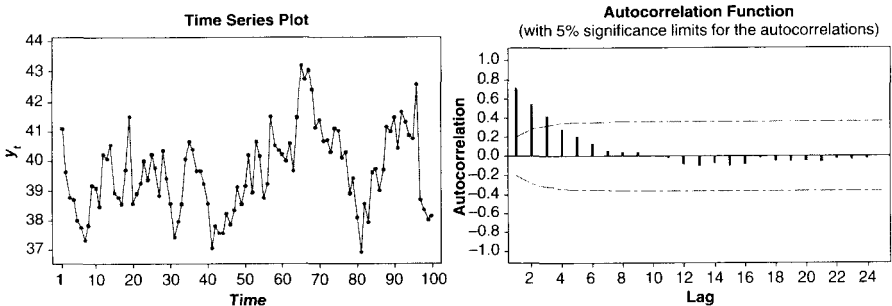 Time Series Plot
44
43
42
41
40
39
38
37
y_t
1 10 20 30 40 50 60 70 80 90 100
Time
Autocorrelation Function
(with 5% significance limits for the autocorrelations)
1.0
0.8
0.6
0.4
0.2
0.0
−0.2
−0.4
−0.6
−0.8
−1.0
Autocorrelation
2 4 6 8 10 12 14 16 18 20 22 24
Lag